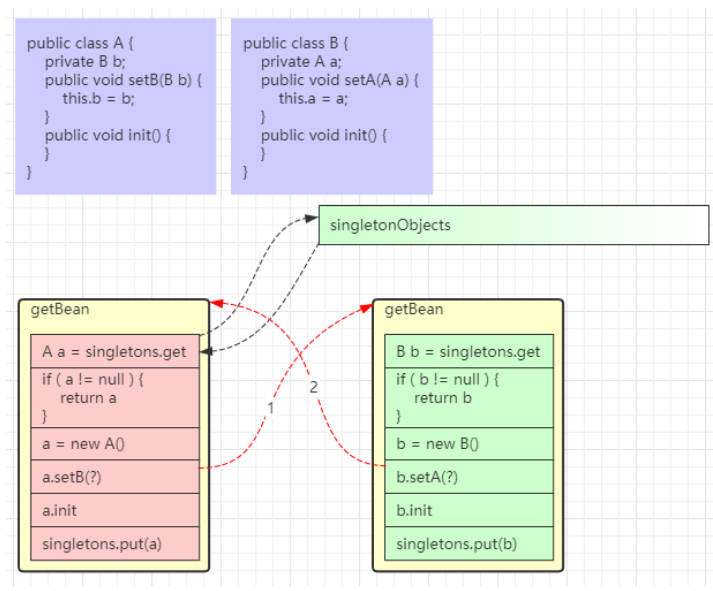 public class A {
private B b;
public void setB(B b) {
this.b = b;
}
public void init() {
}
}
public class B {
private A a;
public void setA(A a) {
this.a = a;
}
public void init() {
}
}
singletonObjects
getBean
A a = singletons.get
if ( a != null ) {
return a
}
a = new A()
a.setB(?)
a.init
singletons.put(a)
1
2
getBean
B b = singletons.get
if ( b != null ) {
return b
}
b = new B()
b.setA(?)
b.init
singletons.put(b)